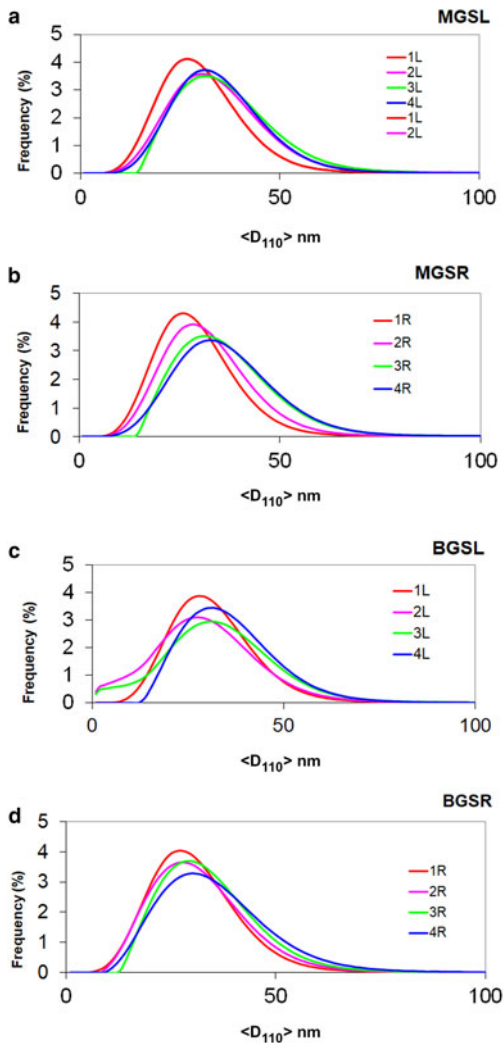 a
MGSL
5
4
3
2
1
0
Frequency (%)
1L
2L
3L
4L
1L
2L
0 50 100
<D110> nm
b
MGSR
5
4
3
2
1
0
Frequency (%)
1R
2R
3R
4R
0 50 100
<D110> nm
c
BGSL
5
4
3
2
1
0
Frequency (%)
1L
2L
3L
4L
0 50 100
<D110> nm
d
BGSR
5
4
3
2
1
0
Frequency (%)
1R
2R
3R
4R
0 50 100
<D110> nm